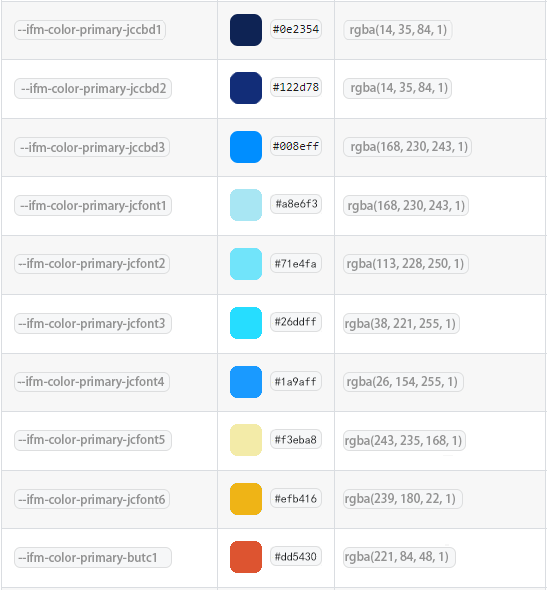 --ifm-color-primary-jccbd1 #0e2354 rgba(14, 35, 84, 1)
--ifm-color-primary-jccbd2 #122d78 rgba(14, 35, 84, 1)
--ifm-color-primary-jccbd3 #008eff rgba(168, 230, 243, 1)
--ifm-color-primary-jcfont1 #a8e6f3 rgba(168, 230, 243, 1)
--ifm-color-primary-jcfont2 #71e4fa rgba(113, 228, 250, 1)
--ifm-color-primary-jcfont3 #26ddff rgba(38, 221, 255, 1)
--ifm-color-primary-jcfont4 #1a9aff rgba(26, 154, 255, 1)
--ifm-color-primary-jcfont5 #f3eba8 rgba(243, 235, 168, 1)
--ifm-color-primary-jcfont6 #efb416 rgba(239, 180, 22, 1)
--ifm-color-primary-butc1 #dd5430 rgba(221, 84, 48, 1)